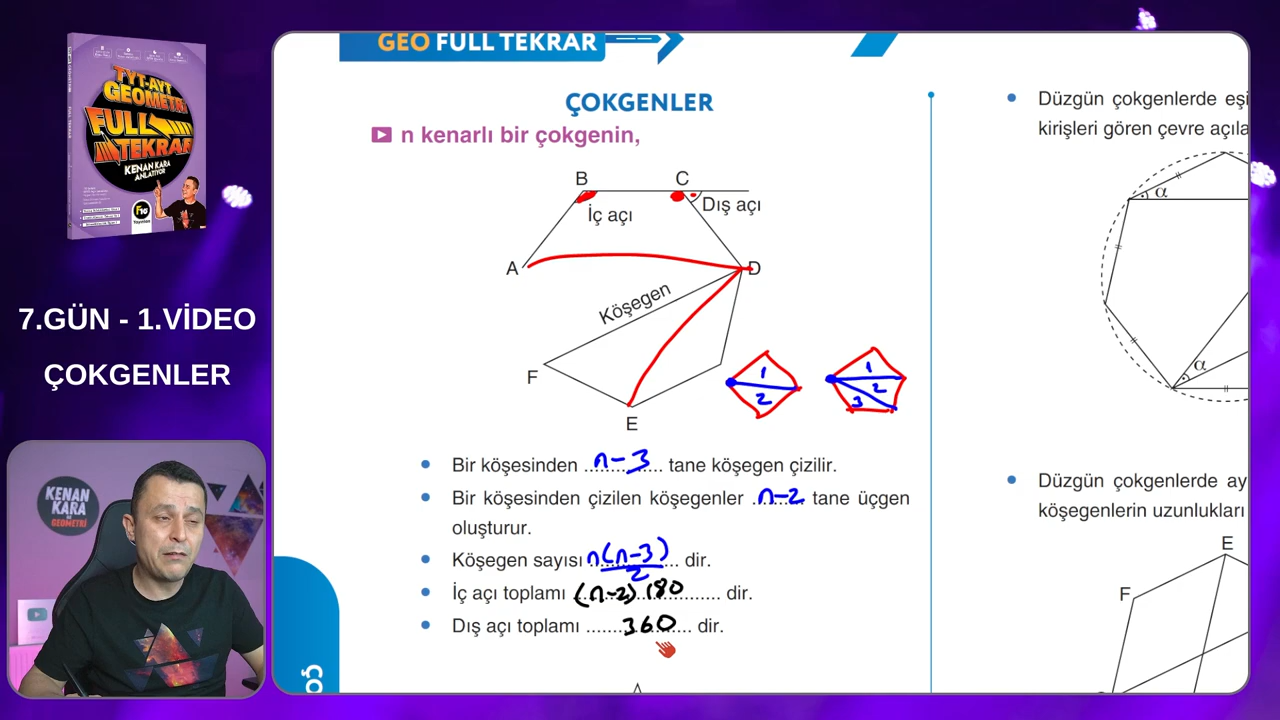 TYT-AYT
GEOMETRİ
FULL
TEKRAR
KENAN KARA
ANLATIYOR
7.GÜN - 1.VİDEO
ÇOKGENLER
KENAN
KARA
GEOMETRİ
GEO FULL TEKRAR
ÇOKGENLER
n kenarlı bir çokgenin,
B
C
İç açı
Dış açı
A
D
Köşegen
F
E
1
2
1
2
3
Bir köşesinden n-3 tane köşegen çizilir.
Bir köşesinden çizilen köşegenler n-2 tane üçgen
oluşturur.
Köşegen sayısı n(n-3)/2 dir.
İç açı toplamı (n-2) 180 dir.
Dış açı toplamı 360 dir.
Düzgün çokgenlerde eşi
kirişleri gören çevre açıla
α
α
Düzgün çokgenlerde ay
köşegenlerin uzunlukları
E
F